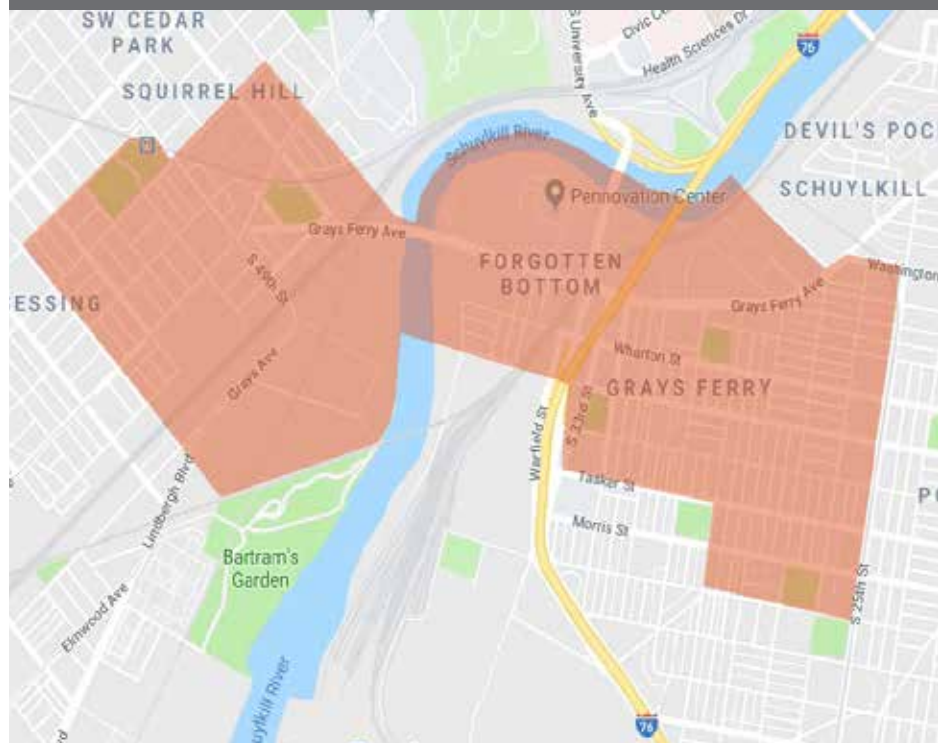 SW CEDAR
PARK
SQUIRREL HILL
S University Ave
Civic Ce
Health Sciences Dr
76
DEVIL'S POC
SCHUYLKILL
Schuylkill River
Pennovation Center
Grays Ferry Ave
FORGOTTEN
BOTTOM
Washington
S 49th St
ESSING
Grays Ferry Ave
Wharton St
Grays Ave
GRAYS FERRY
S 33rd St
Warfield St
Lindbergh Blvd
Tasker St
Morris St
Bartram's
Garden
Elmwood Ave
S 25th St
uylkill River
76